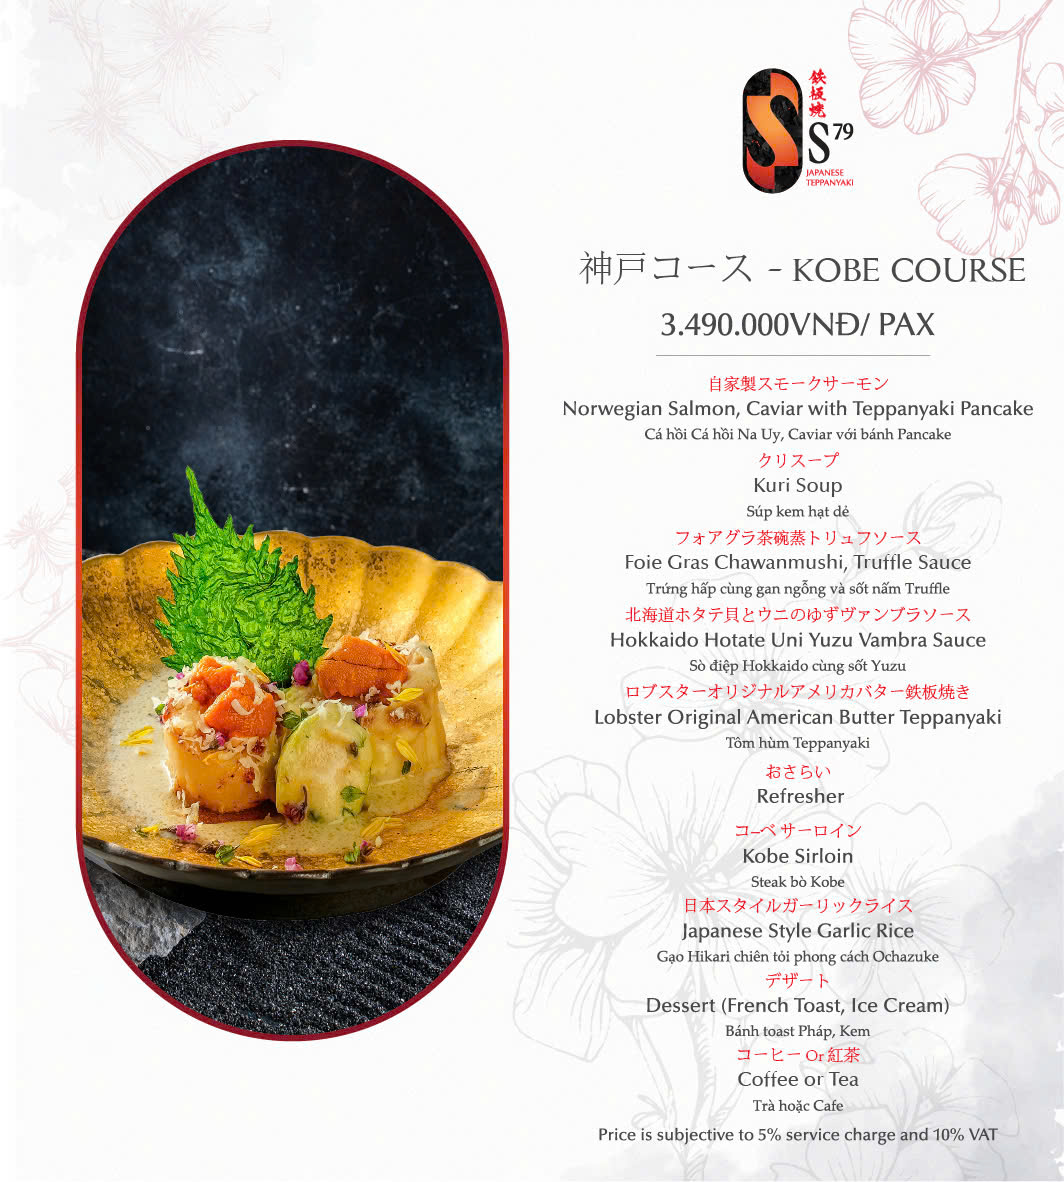 鉄板焼
S79
JAPANESE
TEPPANYAKI
神戸コース - KOBE COURSE
3.490.000VNĐ/ PAX
自家製スモークサーモン
Norwegian Salmon, Caviar with Teppanyaki Pancake
Cá hồi Cá hồi Na Uy, Caviar với bánh Pancake
クリスープ
Kuri Soup
Súp kem hạt dẻ
フォアグラ茶碗蒸トリュフソース
Foie Gras Chawanmushi, Truffle Sauce
Trứng hấp cùng gan ngỗng và sốt nấm Truffle
北海道ホタテ貝とウニのゆずヴァンブラソース
Hokkaido Hotate Uni Yuzu Vambra Sauce
Sò điệp Hokkaido cùng sốt Yuzu
ロブスターオリジナルアメリカバター鉄板焼き
Lobster Original American Butter Teppanyaki
Tôm hùm Teppanyaki
おさらい
Refresher
コーベ サーロイン
Kobe Sirloin
Steak bò Kobe
日本スタイルガーリックライス
Japanese Style Garlic Rice
Gạo Hikari chiên tỏi phong cách Ochazuke
デザート
Dessert (French Toast, Ice Cream)
Bánh toast Pháp, Kem
コーヒー Or 紅茶
Coffee or Tea
Trà hoặc Cafe
Price is subjective to 5% service charge and 10% VAT